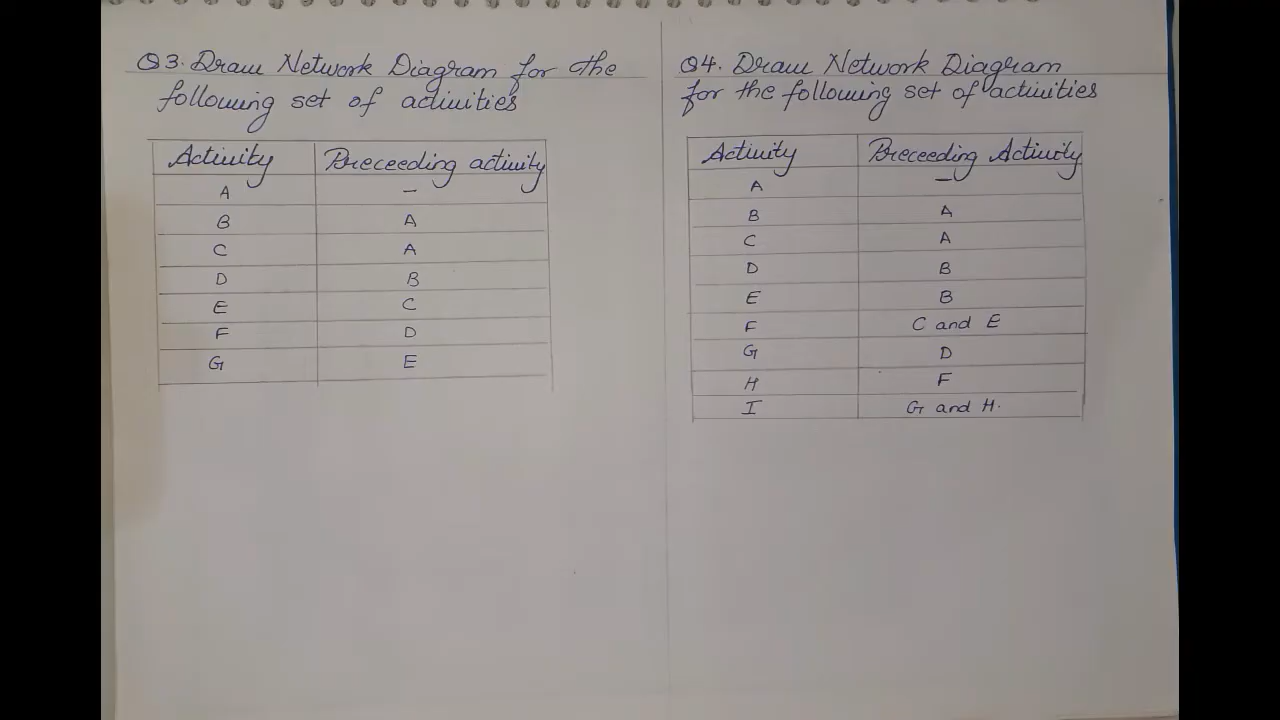 Q3. Draw Network Diagram for the
following set of activities
Activity Preceeding activity
A –
B A
C A
D B
E C
F D
G E
Q4. Draw Network Diagram
for the following set of activities
Activity Preceeding Activity
A –
B A
C A
D B
E B
F C and E
G D
H F
I G and H.